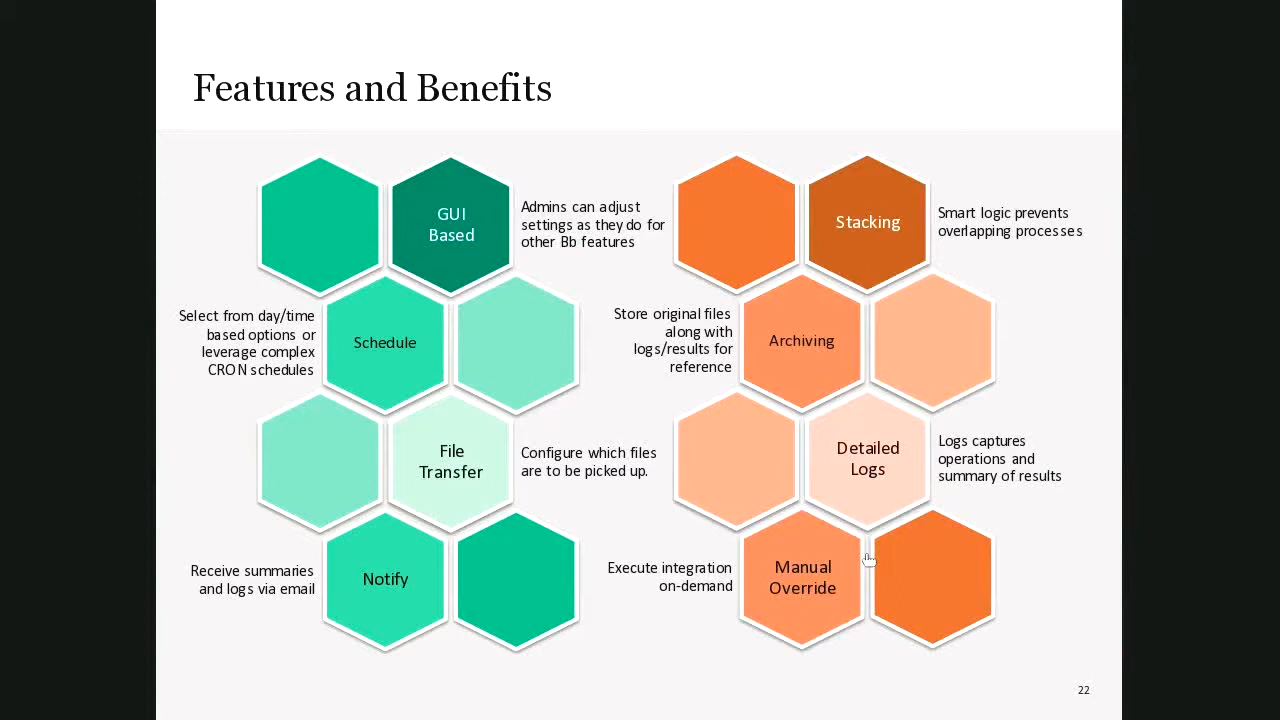 Features and Benefits
GUI
Based
Admins can adjust
settings as they do for
other Bb features
Select from day/time
based options or
leverage complex
CRON schedules
Schedule
File
Transfer
Configure which files
are to be picked up.
Receive summaries
and logs via email
Notify
Stacking
Smart logic prevents
overlapping processes
Store original files
along with
logs/results for
reference
Archiving
Detailed
Logs
Logs captures
operations and
summary of results
Execute integration
on-demand
Manual
Override
22